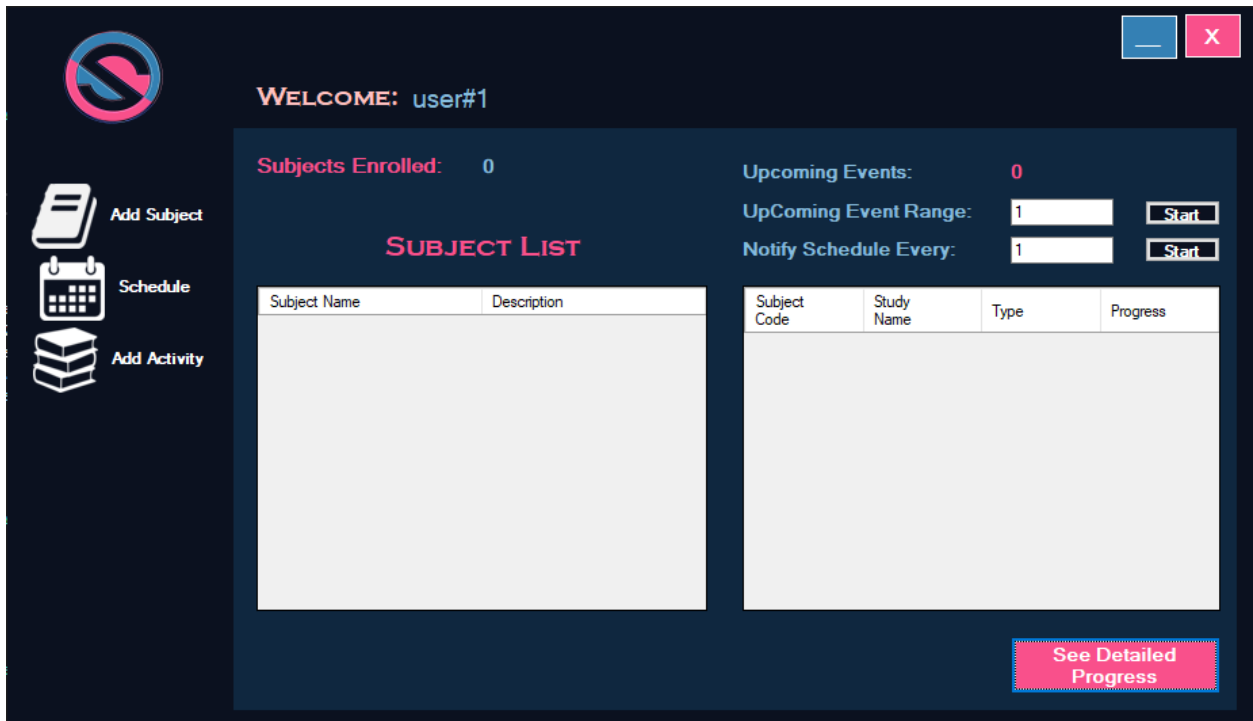 X
WELCOME: user#1
Subjects Enrolled: 0
Upcoming Events: 0
UpComing Event Range: 1 Start
Notify Schedule Every: 1 Start
Add Subject
Schedule
Add Activity
SUBJECT LIST
Subject Name Description
Subject
Code
Study
Name
Type
Progress
See Detailed
Progress